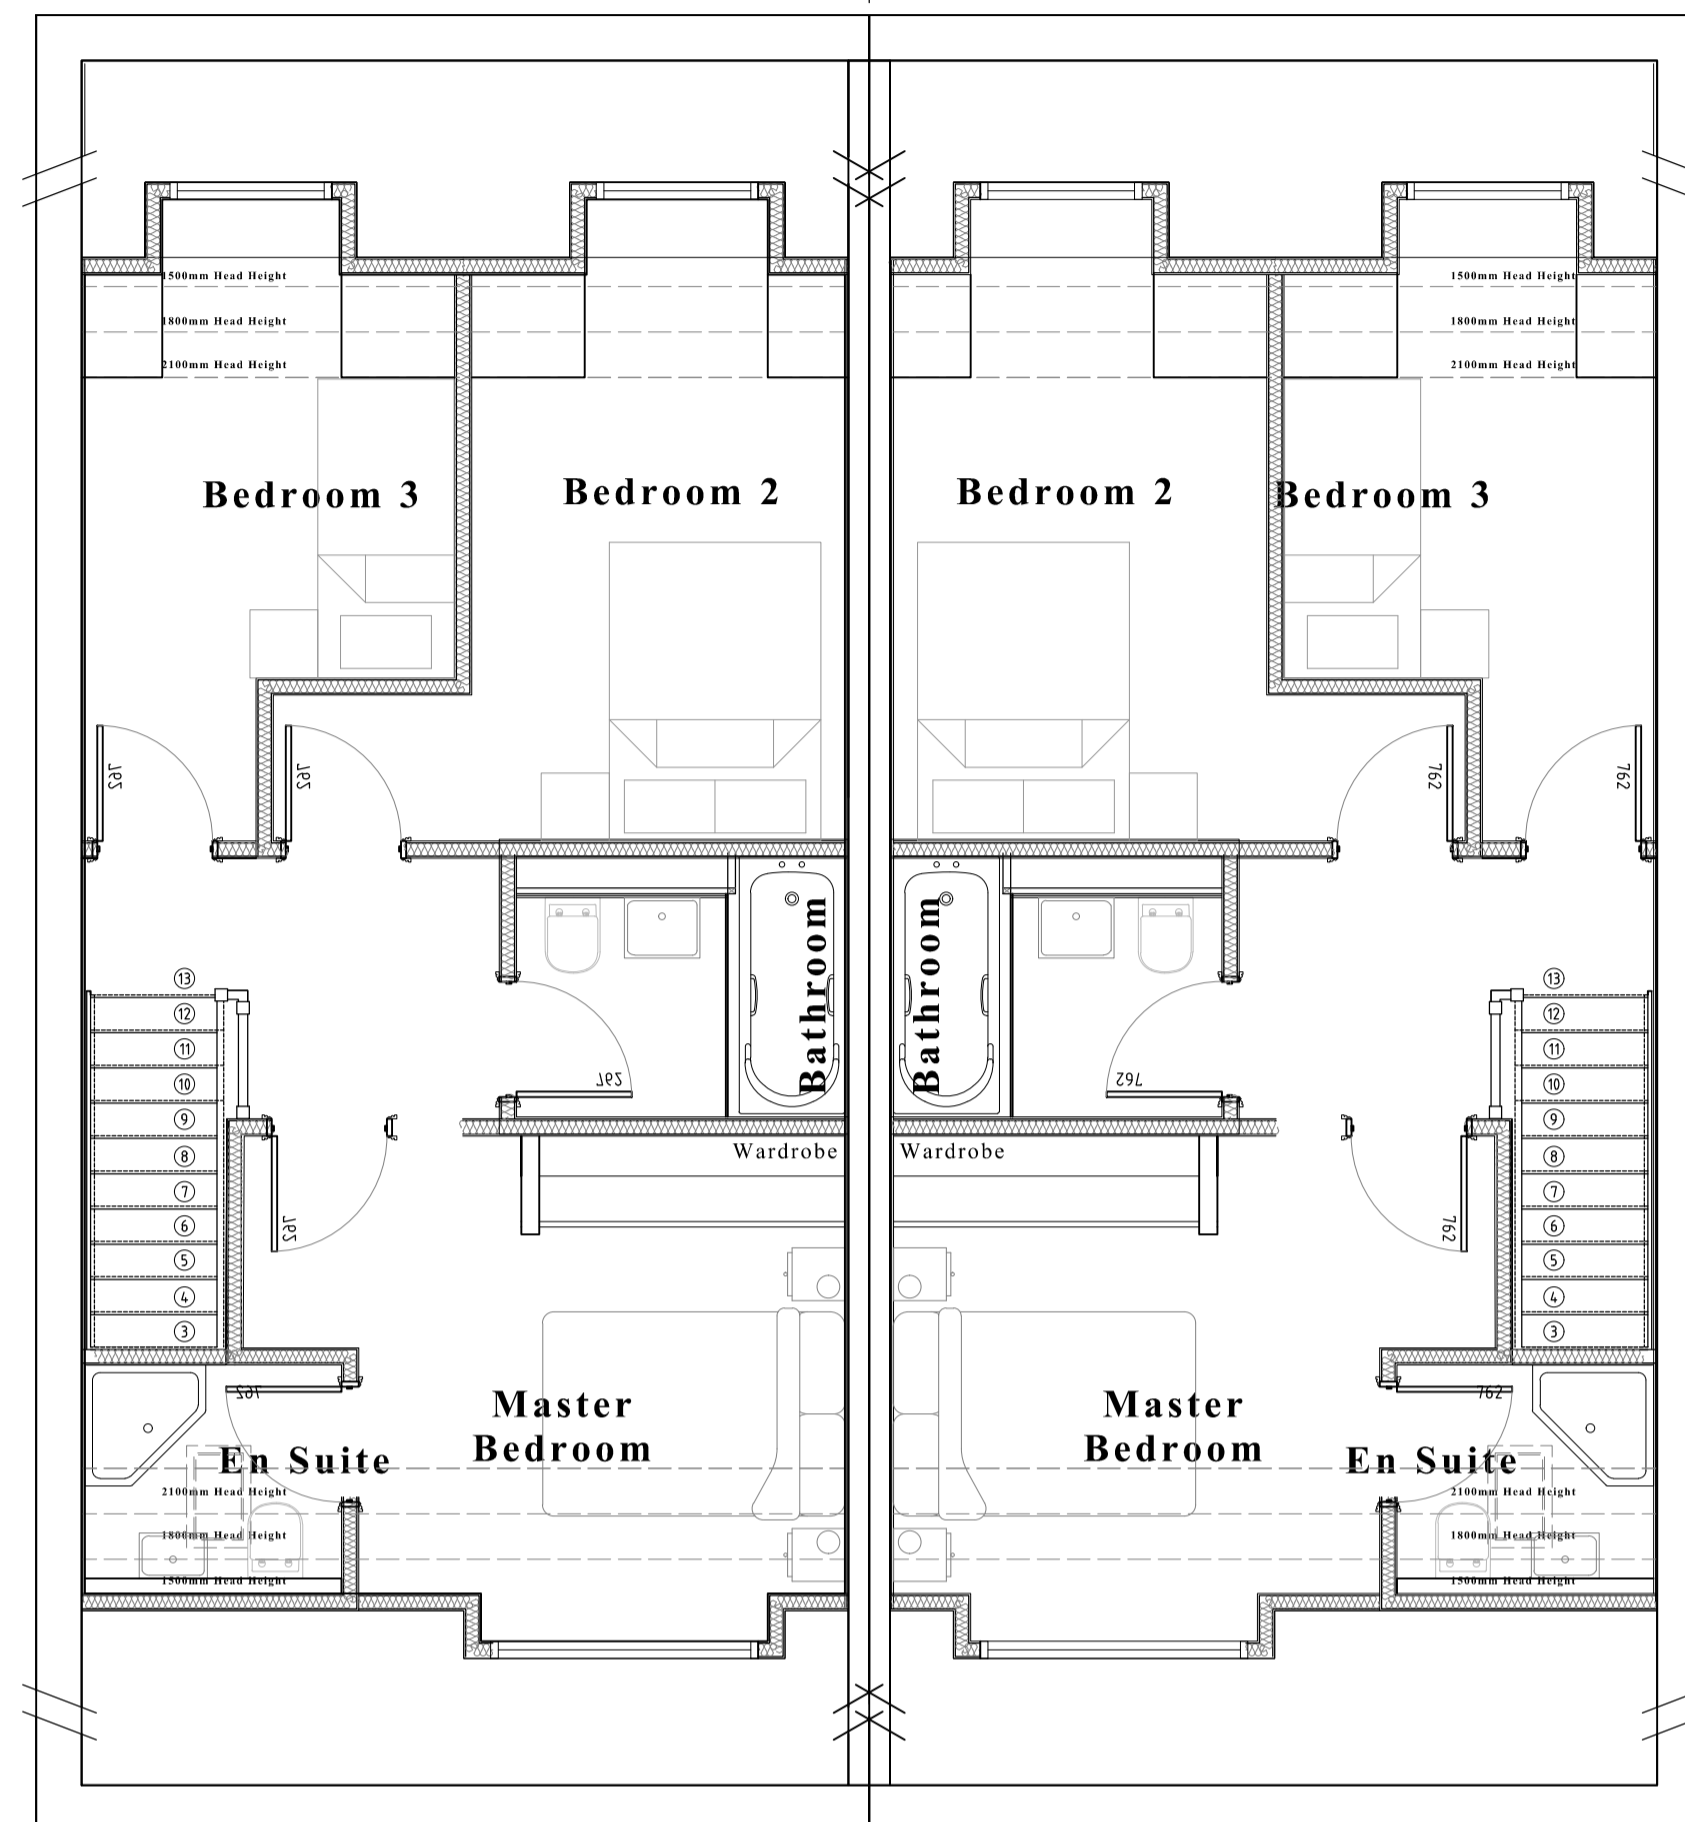 1500mm Head Height
1500mm Head Height
1800mm Head Height
1800mm Head Height
2100mm Head Height
2100mm Head Height
Bedroom 3
Bedroom 2
Bedroom 2
Bedroom 3
762
762
762
762
Bathroom
Bathroom
13
12
11
10
9
8
7
6
5
4
3
13
12
11
10
9
8
7
6
5
4
3
762
762
Wardrobe
Wardrobe
762
762
762
762
Master
Bedroom
Master
Bedroom
En Suite
En Suite
2100mm Head Height
2100mm Head Height
1800mm Head Height
1800mm Head Height
1500mm Head Height
1500mm Head Height